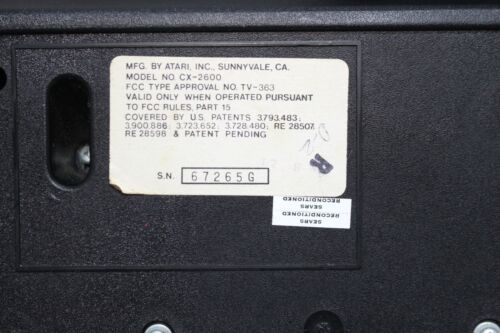 MFG. BY ATARI, INC., SUNNYVALE, CA.
MODEL NO. CX-2600
FCC TYPE APPROVAL NO. TV-363
VALID ONLY WHEN OPERATED PURSUANT
TO FCC RULES, PART 15
COVERED BY U.S. PATENTS 3,793,483;
3,900,886; 3,723,652; 3,728,480; RE 28507
RE 28598 & PATENT PENDING
S.N. 67265G
SEARS
RECONDITIONED
SEARS
RECONDITIONED